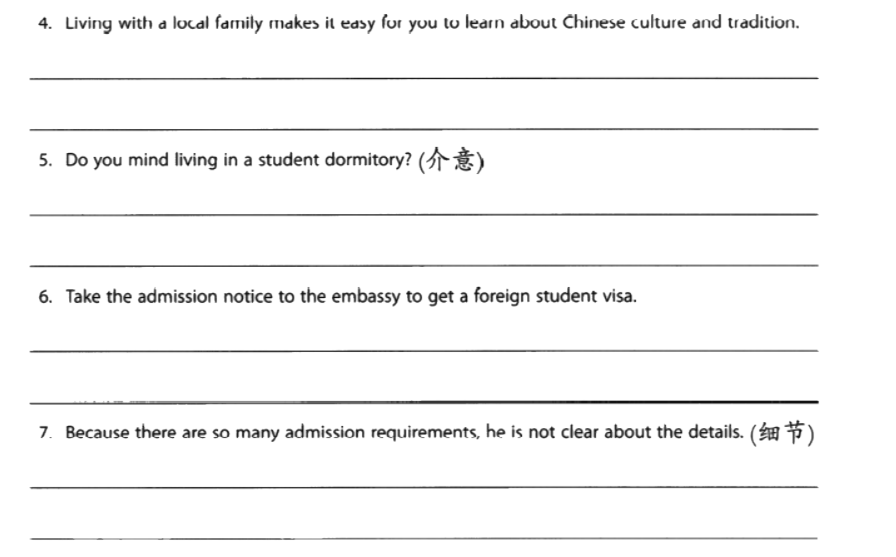 4. Living with a local family makes it easy for you to learn about Chinese culture and tradition.
5. Do you mind living in a student dormitory? (介意)
6. Take the admission notice to the embassy to get a foreign student visa.
7. Because there are so many admission requirements, he is not clear about the details. (细节)